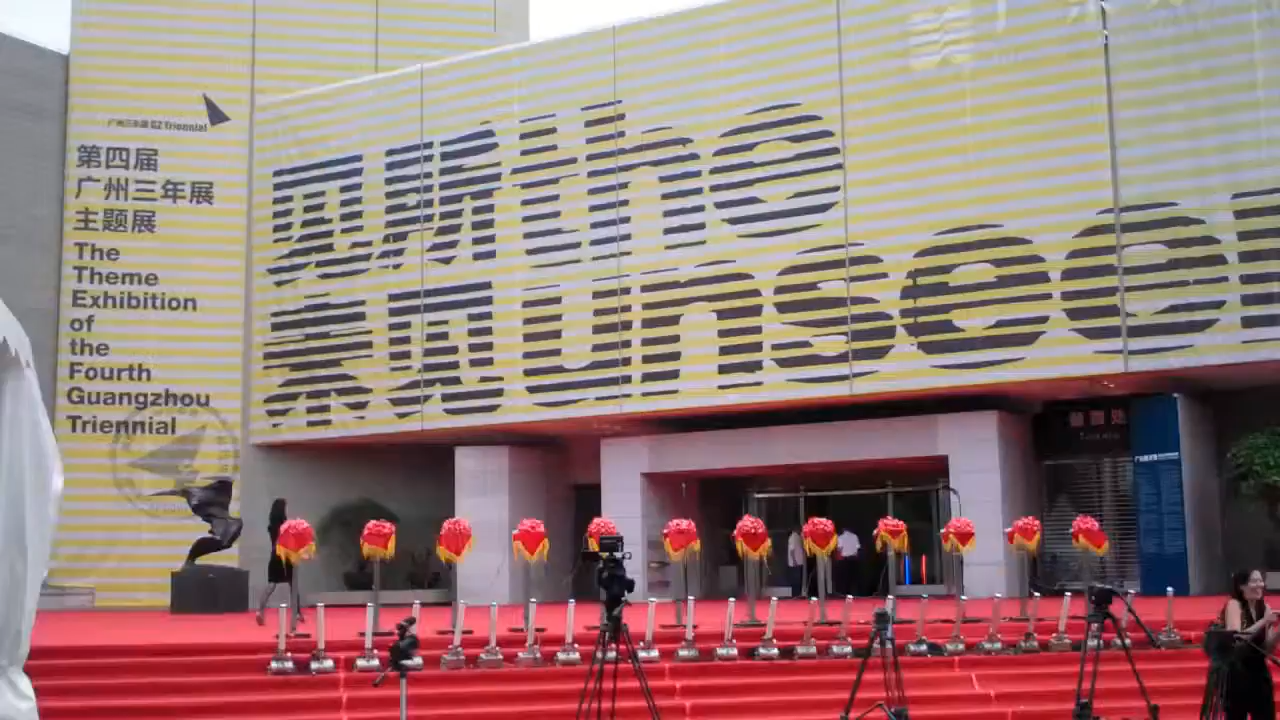 广州三年展 GZ Triennial
第四届
广州三年展
主题展
The
Theme
Exhibition
of
the
Fourth
Guangzhou
Triennial
见所 the
未见 unseen